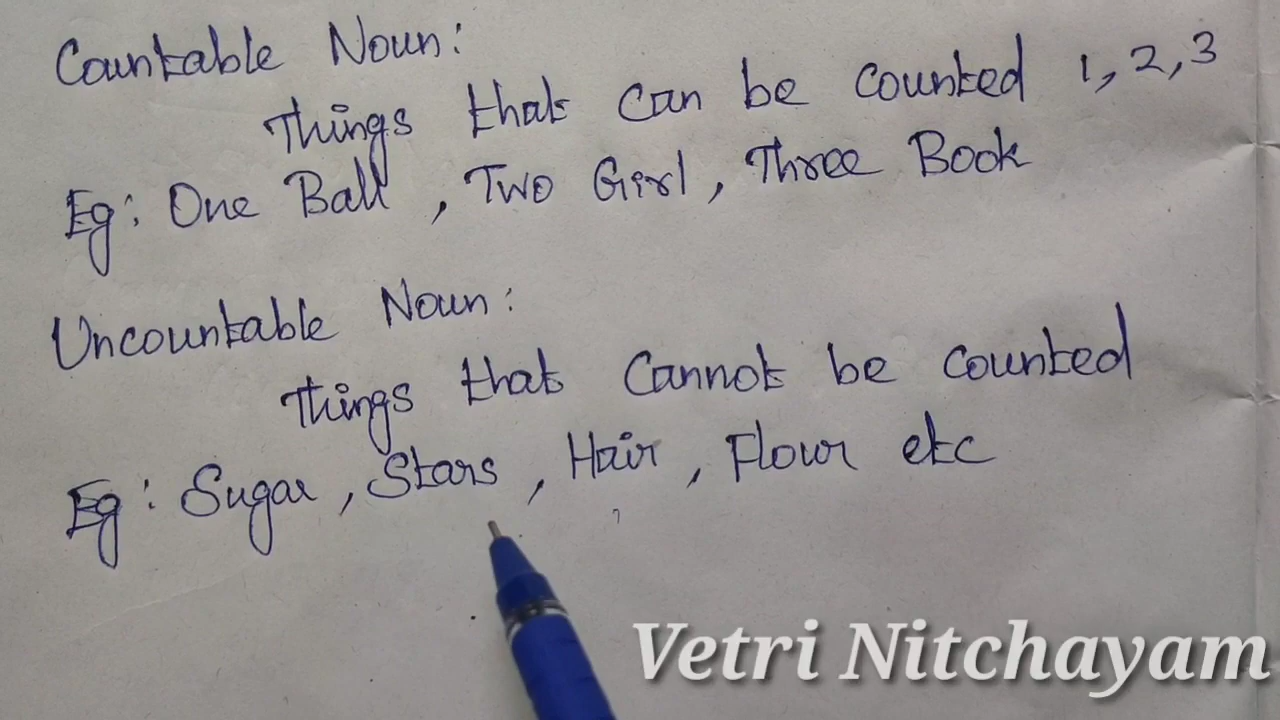 Countable Noun:
Things that can be counted 1, 2, 3
Eg: One Ball, Two Girl, Three Book
Uncountable Noun:
Things that cannot be counted
Eg: Sugar, Stars, Hair, Flour etc
Vetri Nitchayam